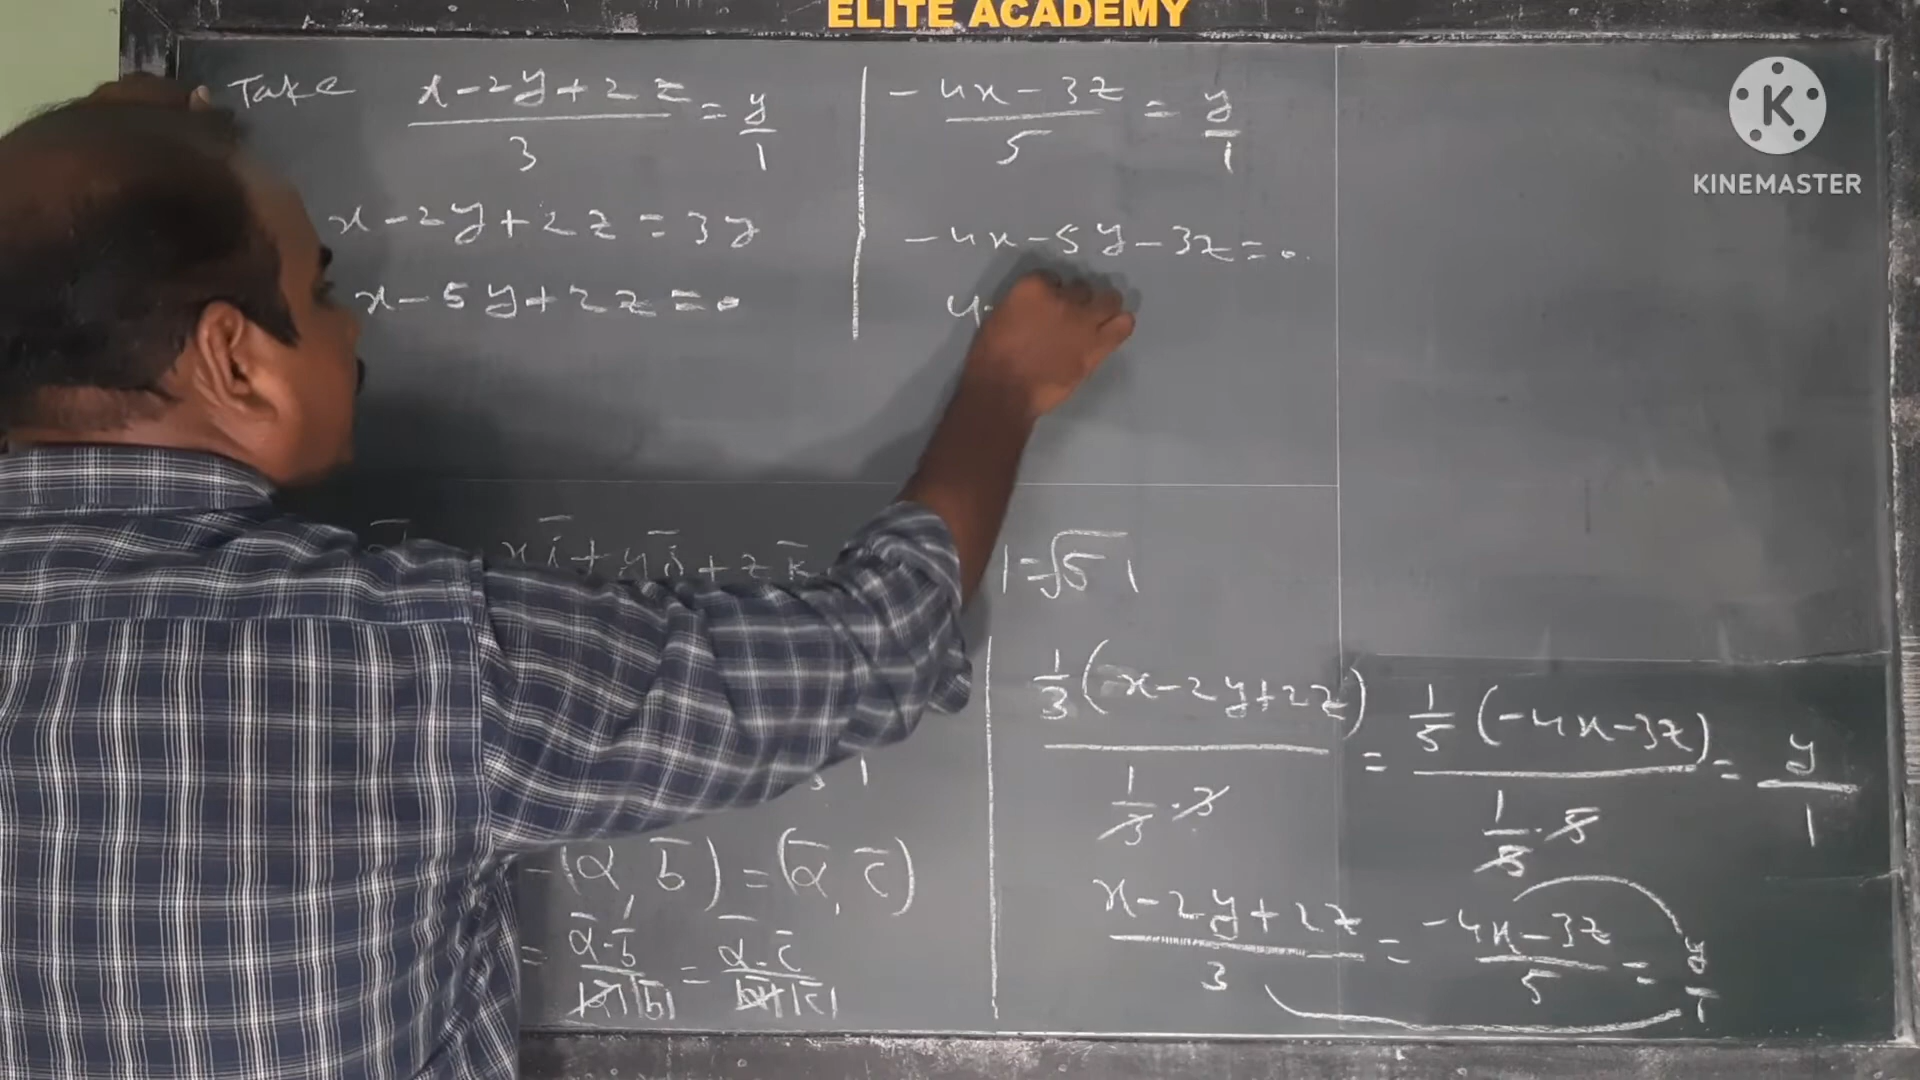 ELITE ACADEMY
KINEMASTER
Take (x-2y+2z)/3 = y/1
x-2y+2z=3y
x-5y+2z=0
(-4x-3z)/5 = y/1
-4x-5y-3z=0.
4
xī+yj̄+zk̄
|=√5|
-(ᾱ, b̄)=(ᾱ, c̄)
= ᾱ·b̄/|ᾱ||b̄| = ᾱ·c̄/|ᾱ||c̄|
1/3(x-2y+2z)/(1/3·3) = 1/5(-4x-3z)/(1/5·5) = y/1
(x-2y+2z)/3 = (-4x-3z)/5 = y/1